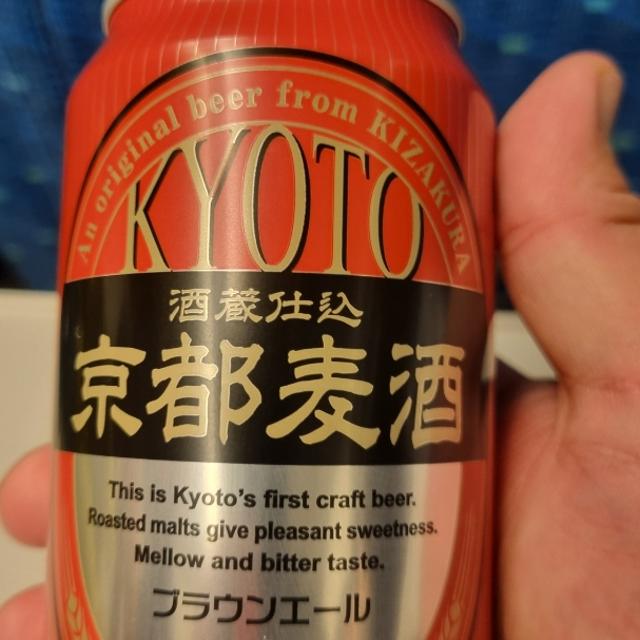 An original beer from KIZAKURA
KYOTO
酒蔵仕込
京都麦酒
This is Kyoto's first craft beer.
Roasted malts give pleasant sweetness.
Mellow and bitter taste.
ブラウンエール